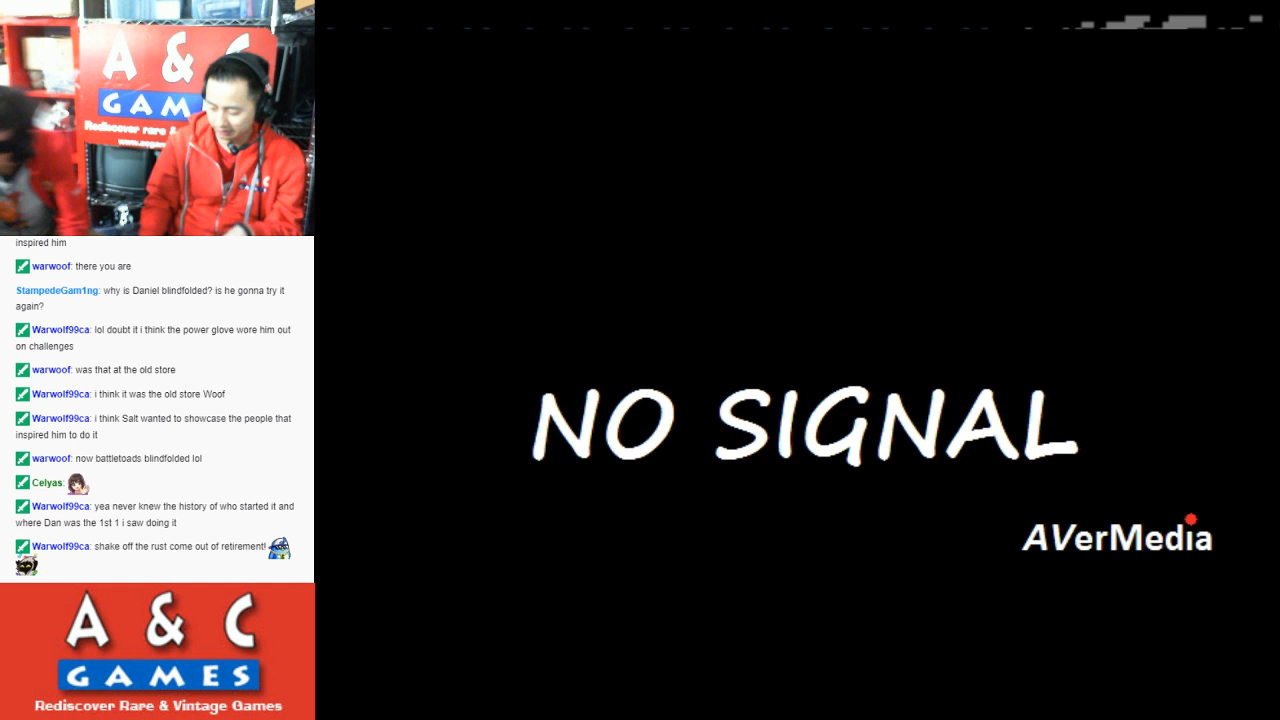 A & C
GAM
Rediscover rare &
A & C
GAMES
inspired him
warwoof: there you are
StampedeGam1ng: why is Daniel blindfolded? is he gonna try it
again?
Warwolf99ca: lol doubt it i think the power glove wore him out
on challenges
warwoof: was that at the old store
Warwolf99ca: i think it was the old store Woof
Warwolf99ca: i think Salt wanted to showcase the people that
inspired him to do it
warwoof: now battletoads blindfolded lol
Celyas:
Warwolf99ca: yea never knew the history of who started it and
where Dan was the 1st 1 i saw doing it
Warwolf99ca: shake off the rust come out of retirement!
A & C
GAMES
Rediscover Rare & Vintage Games
NO SIGNAL
AVerMedia